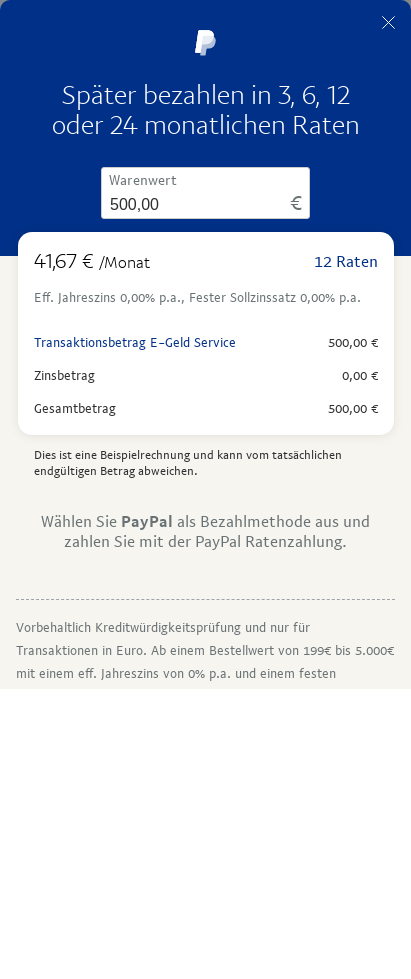 Später bezahlen in 3, 6, 12
oder 24 monatlichen Raten
Warenwert
500,00 €
41,67 € /Monat 12 Raten
Eff. Jahreszins 0,00% p.a., Fester Sollzinssatz 0,00% p.a.
Transaktionsbetrag E-Geld Service 500,00 €
Zinsbetrag 0,00 €
Gesamtbetrag 500,00 €
Dies ist eine Beispielrechnung und kann vom tatsächlichen
endgültigen Betrag abweichen.
Wählen Sie PayPal als Bezahlmethode aus und
zahlen Sie mit der PayPal Ratenzahlung.
Vorbehaltlich Kreditwürdigkeitsprüfung und nur für
Transaktionen in Euro. Ab einem Bestellwert von 199€ bis 5.000€
mit einem eff. Jahreszins von 0% p.a. und einem festen